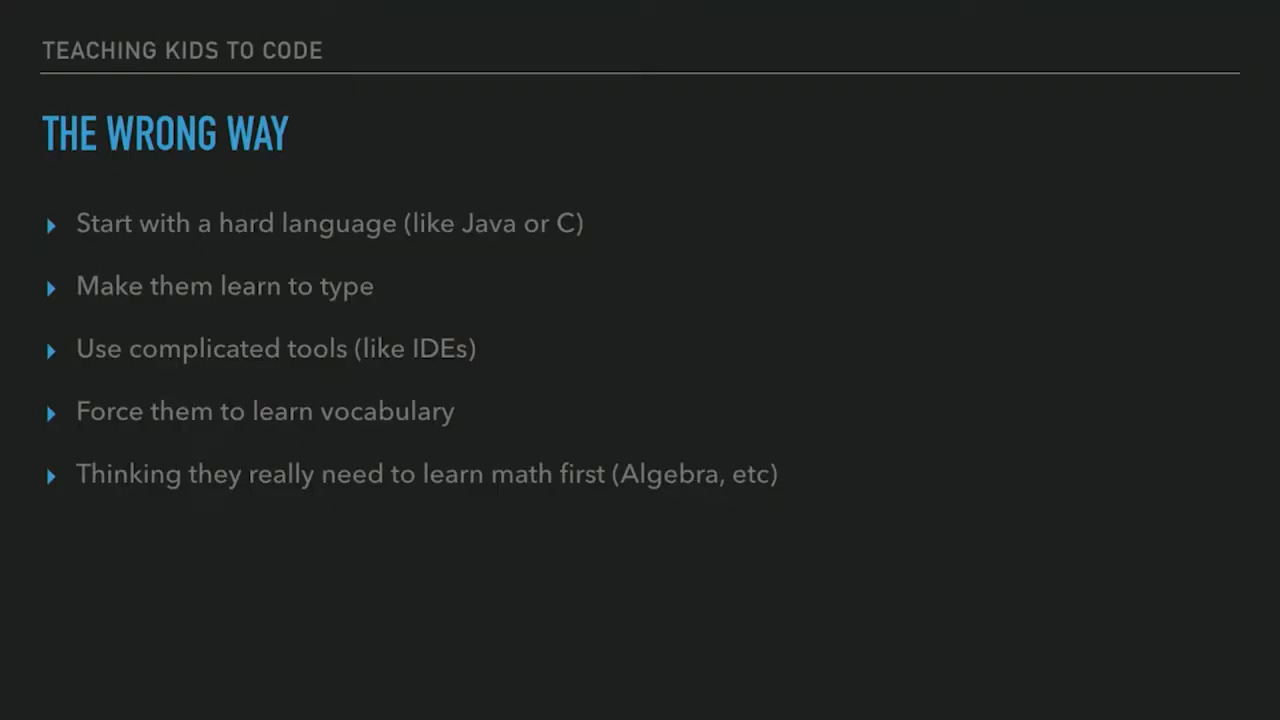 TEACHING KIDS TO CODE
THE WRONG WAY
Start with a hard language (like Java or C)
Make them learn to type
Use complicated tools (like IDEs)
Force them to learn vocabulary
Thinking they really need to learn math first (Algebra, etc)